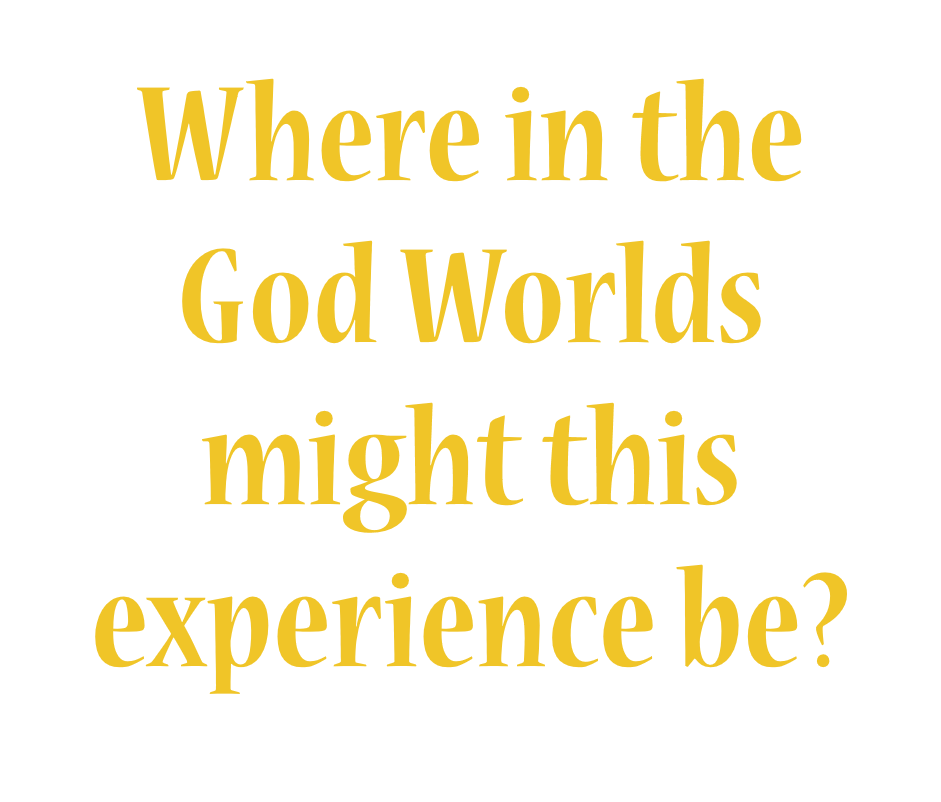 Where in the
God Worlds
might this
experience be?